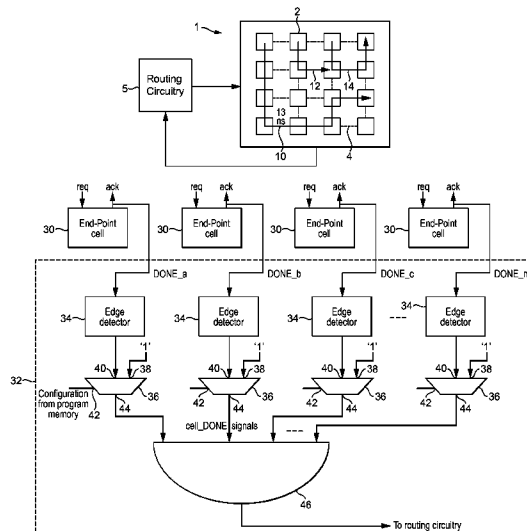 1
2
5
Routing
Circuitry
12
14
13
ns
10
4
req
ack
req
ack
req
ack
req
ack
30
End-Point
cell
30
End-Point
cell
30
End-Point
cell
30
End-Point
cell
DONE_a
DONE_b
DONE_c
DONE_n
34
Edge
detector
34
Edge
detector
34
Edge
detector
34
Edge
detector
32
'1'
'1'
'1'
'1'
40
38
40
38
40
38
40
38
Configuration
from program
memory
42
44
36
42
44
36
42
44
36
42
44
36
cell_DONE signals
46
To routing circuitry